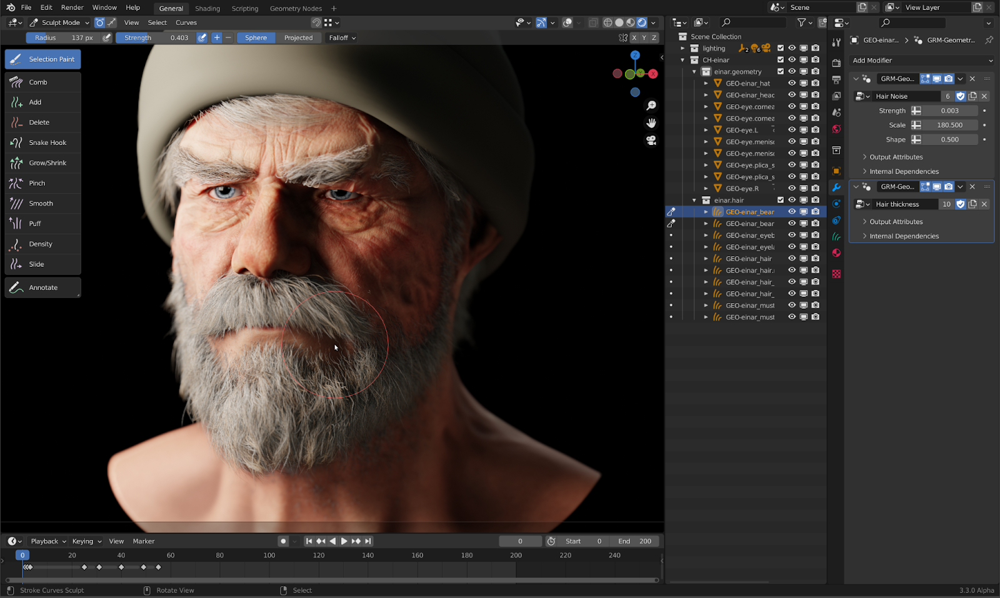 File Edit Render Window Help General Shading Scripting Geometry Nodes + Scene View Layer
Sculpt Mode View Select Curves
Radius 137 px Strength 0.403 Sphere Projected Falloff X Y Z
Selection Paint
Comb
Add
Delete
Snake Hook
Grow/Shrink
Pinch
Smooth
Puff
Density
Slide
Annotate
Z
Y X
Scene Collection
lighting 2 6
CH-einar
einar.geometry
GEO-einar_hat
GEO-einar_head
GEO-eye.cornea
GEO-eye.cornea
GEO-eye.L
GEO-eye.menisc
GEO-eye.menisc
GEO-eye.plica_s
GEO-eye.plica_s
GEO-eye.R
einar.hair
GEO-einar_bear
GEO-einar_bear
GEO-einar_eyeb
GEO-einar_eyela
GEO-einar_hair
GEO-einar_hair.
GEO-einar_hair_
GEO-einar_hair_
GEO-einar_must
GEO-einar_must
GEO-einar... > GRM-Geometr...
Add Modifier
GRM-Geo...
Hair Noise 6
Strength 0.003
Scale 180.500
Shape 0.500
Output Attributes
Internal Dependencies
GRM-Geo...
Hair thickness 10
Output Attributes
Internal Dependencies
Playback Keying View Marker 0 Start 0 End 200
0 20 40 60 80 100 120 140 160 180 200 220 240
Stroke Curves Sculpt Rotate View Select 3.3.0 Alpha